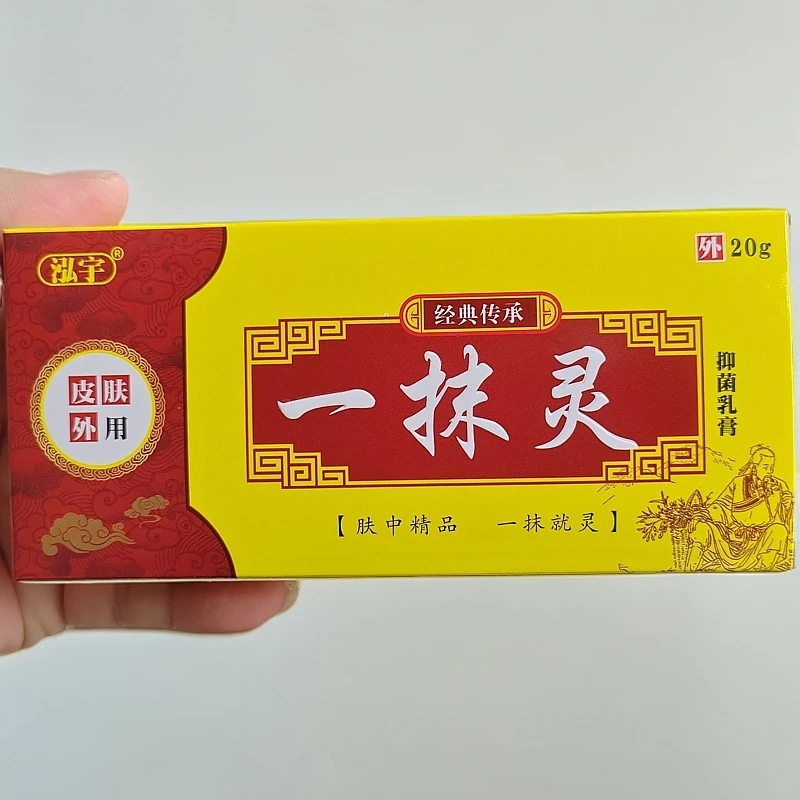 泓宇®
外 20g
皮肤
外用
经典传承
一抹灵
抑菌乳膏
【肤中精品 一抹就灵】